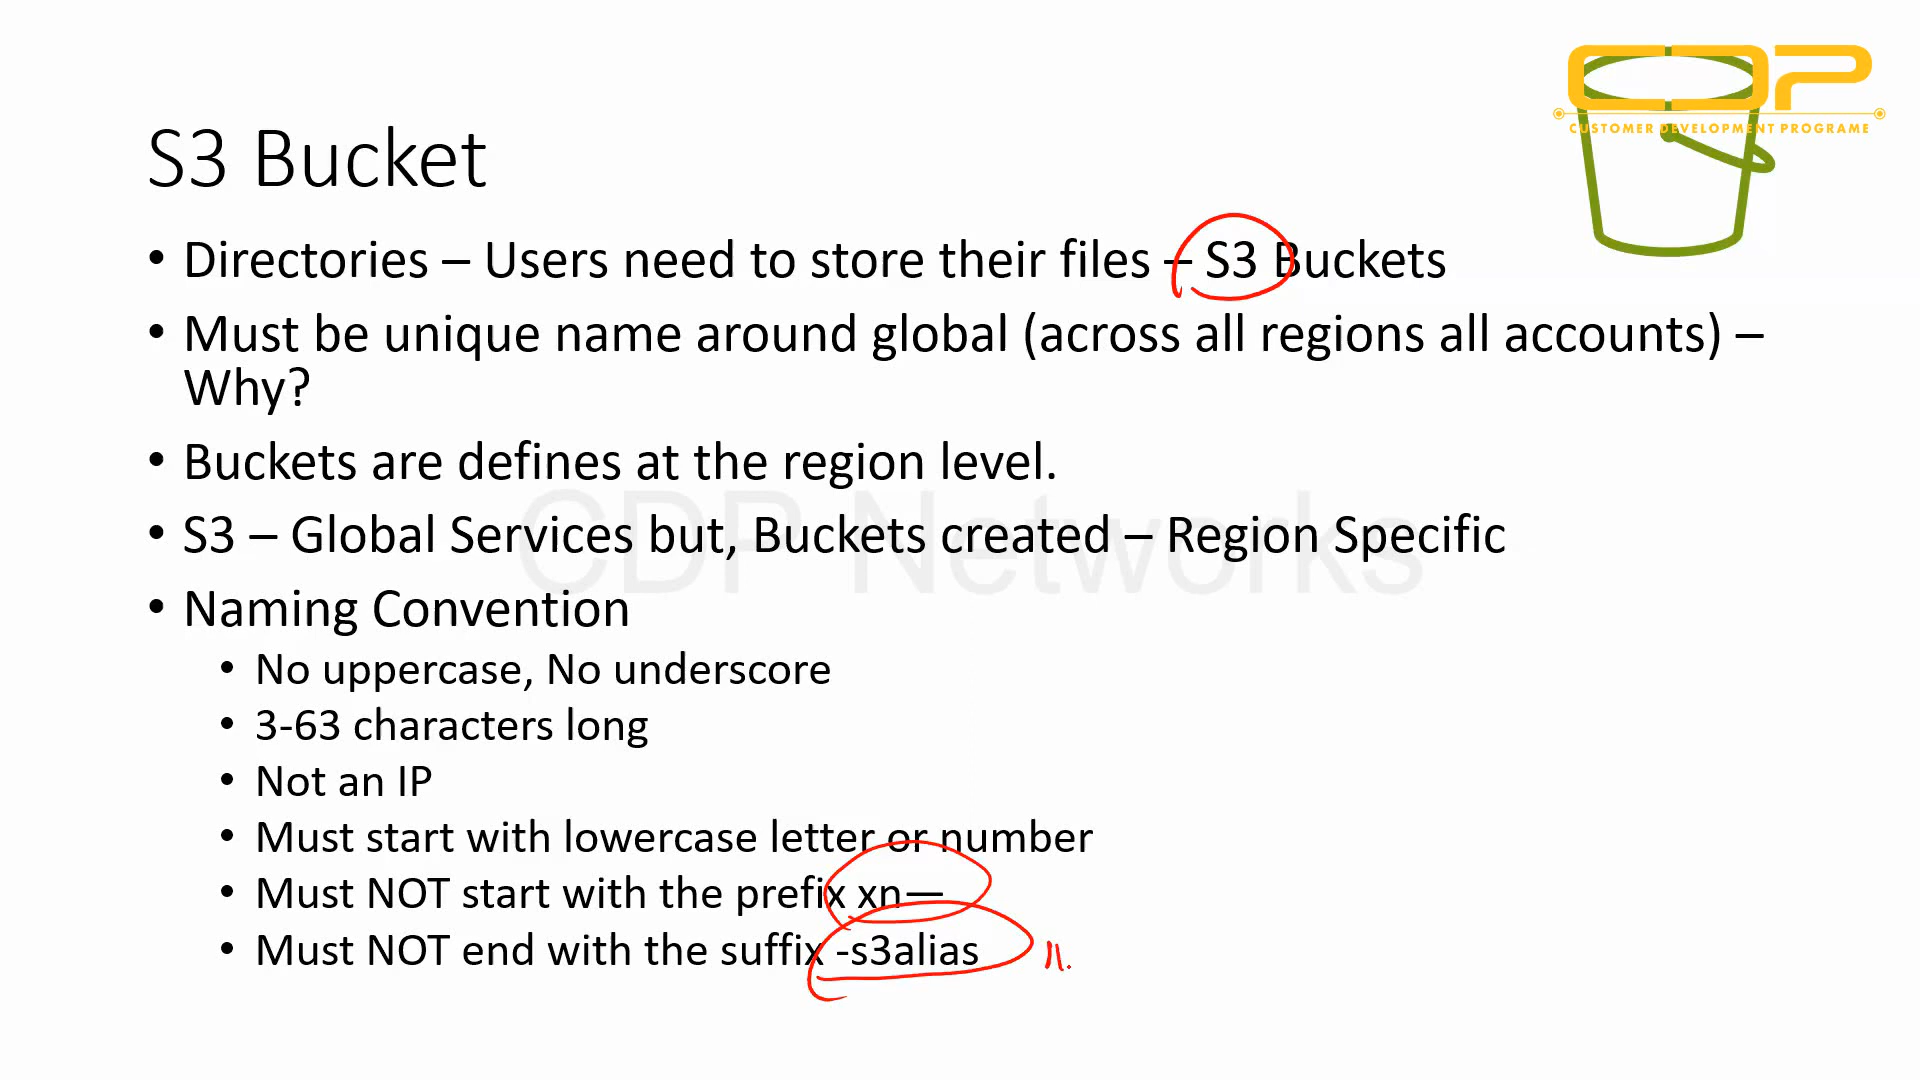 CDP
CUSTOMER DEVELOPMENT PROGRAME
S3 Bucket
• Directories – Users need to store their files – S3 Buckets
• Must be unique name around global (across all regions all accounts) –
Why?
• Buckets are defines at the region level.
• S3 – Global Services but, Buckets created – Region Specific
CDP Networks
• Naming Convention
• No uppercase, No underscore
• 3-63 characters long
• Not an IP
• Must start with lowercase letter or number
• Must NOT start with the prefix xn—
• Must NOT end with the suffix -s3alias